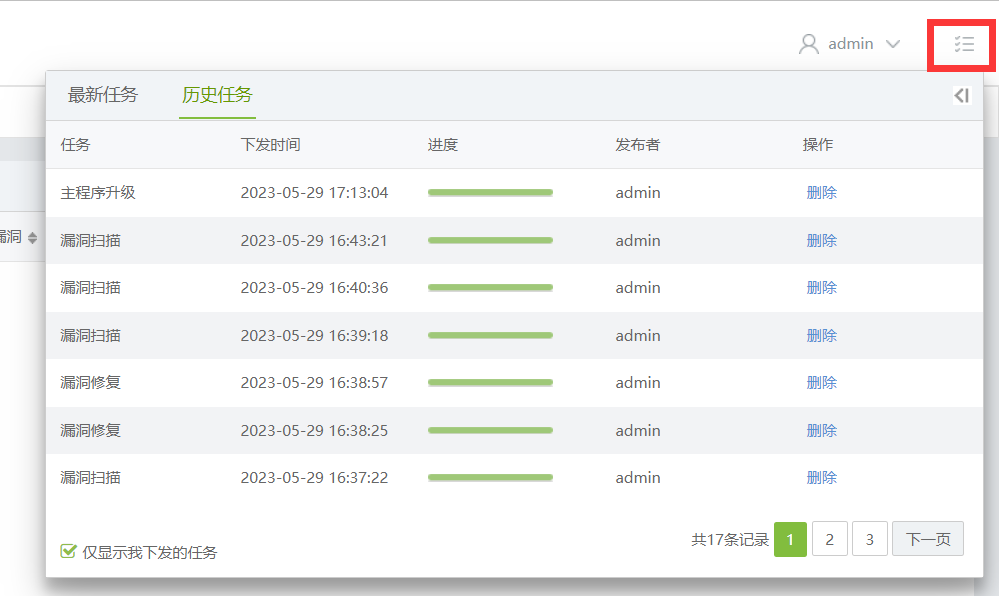 admin
最新任务 历史任务
任务 下发时间 进度 发布者 操作
主程序升级 2023-05-29 17:13:04 admin 删除
漏洞扫描 2023-05-29 16:43:21 admin 删除
漏洞 漏洞扫描 2023-05-29 16:40:36 admin 删除
漏洞扫描 2023-05-29 16:39:18 admin 删除
漏洞修复 2023-05-29 16:38:57 admin 删除
漏洞修复 2023-05-29 16:38:25 admin 删除
漏洞扫描 2023-05-29 16:37:22 admin 删除
仅显示我下发的任务 共17条记录 1 2 3 下一页